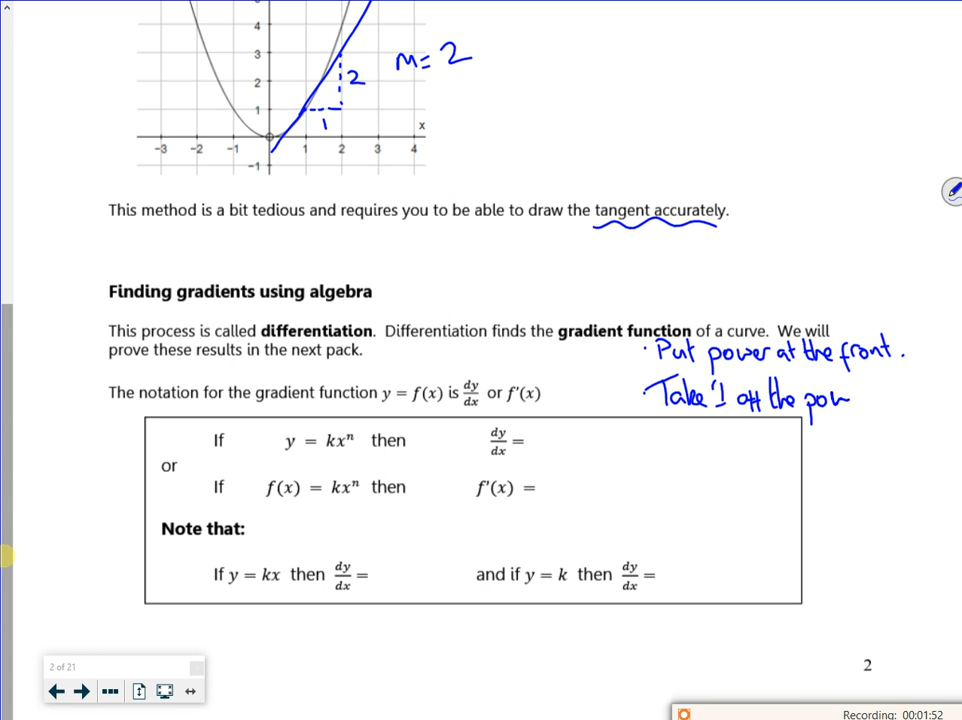 4
3
2
1
-1
-3 -2 -1 1 2 3 4
x
m = 2
2
1
This method is a bit tedious and requires you to be able to draw the tangent accurately.
Finding gradients using algebra
This process is called differentiation. Differentiation finds the gradient function of a curve. We will
prove these results in the next pack.
· Put power at the front.
The notation for the gradient function y = f(x) is dy/dx or f'(x)
· Take '1 off the pow
If y = kxⁿ then dy/dx =
or
If f(x) = kxⁿ then f'(x) =
Note that:
If y = kx then dy/dx = and if y = k then dy/dx =
2
2 of 21
Recording: 00:01:52